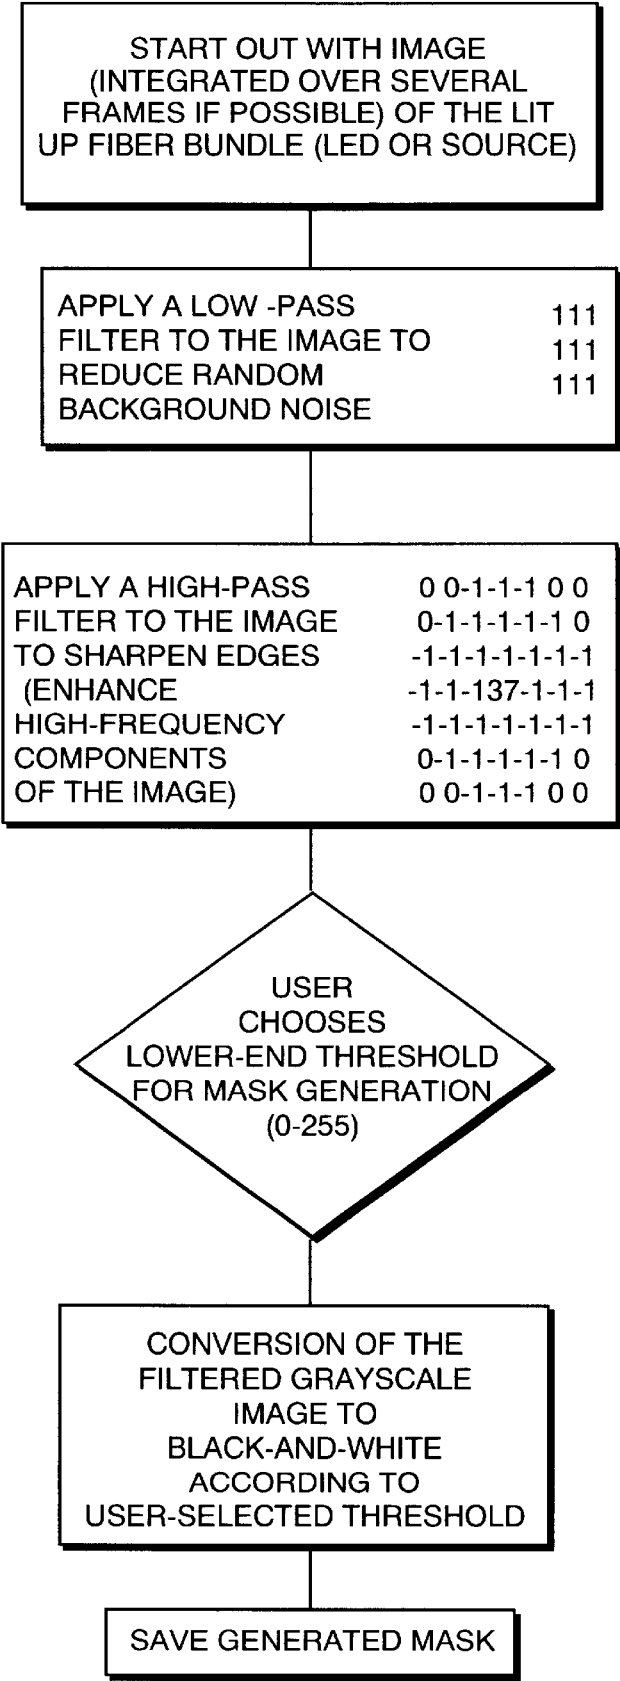 START OUT WITH IMAGE
(INTEGRATED OVER SEVERAL
FRAMES IF POSSIBLE) OF THE LIT
UP FIBER BUNDLE (LED OR SOURCE)
APPLY A LOW -PASS
FILTER TO THE IMAGE TO
REDUCE RANDOM
BACKGROUND NOISE
111
111
111
APPLY A HIGH-PASS
FILTER TO THE IMAGE
TO SHARPEN EDGES
(ENHANCE
HIGH-FREQUENCY
COMPONENTS
OF THE IMAGE)
0 0-1-1-1 0 0
0-1-1-1-1-1 0
-1-1-1-1-1-1-1
-1-1-137-1-1-1
-1-1-1-1-1-1-1
0-1-1-1-1-1 0
0 0-1-1-1 0 0
USER
CHOOSES
LOWER-END THRESHOLD
FOR MASK GENERATION
(0-255)
CONVERSION OF THE
FILTERED GRAYSCALE
IMAGE TO
BLACK-AND-WHITE
ACCORDING TO
USER-SELECTED THRESHOLD
SAVE GENERATED MASK